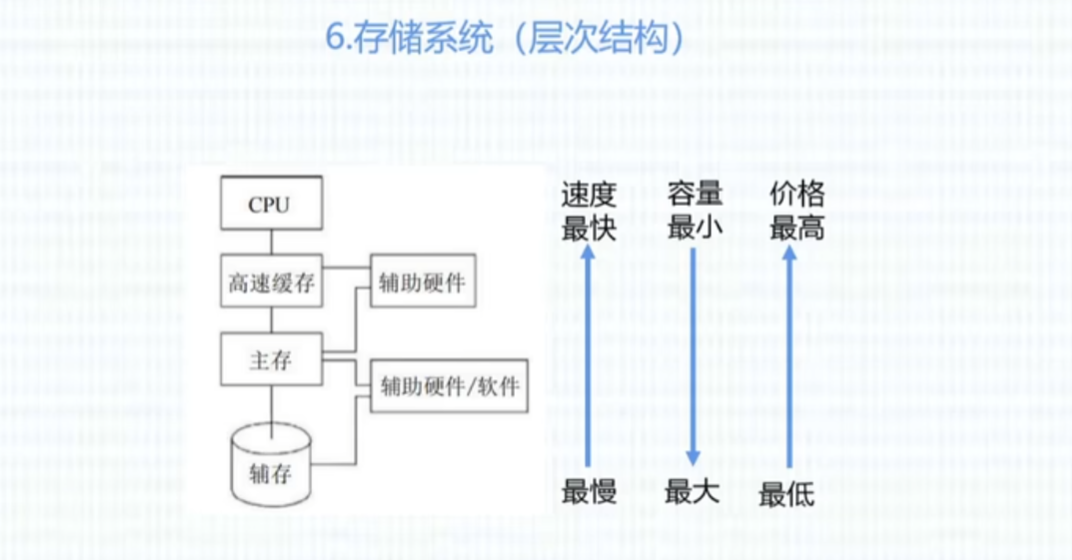 6.存储系统（层次结构）
CPU
高速缓存
辅助硬件
主存
辅助硬件/软件
辅存
速度
最快
容量
最小
价格
最高
最慢
最大
最低